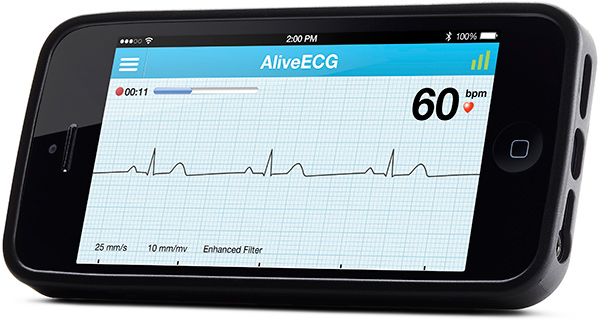 2:00 PM 100%
AliveECG
00:11
60 bpm
25 mm/s 10 mm/mv Enhanced Filter